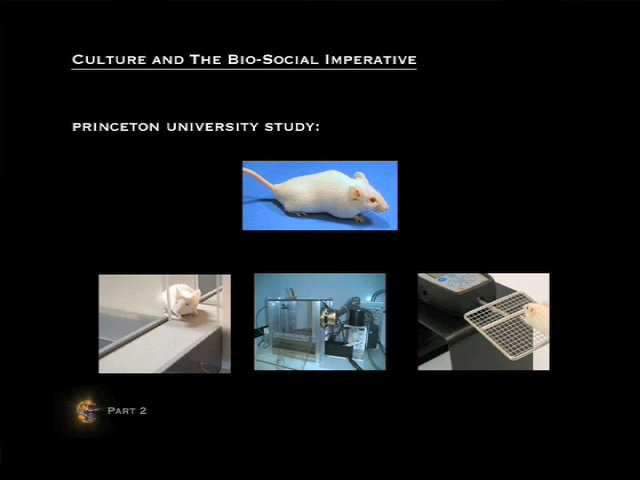 Culture and The Bio-Social Imperative
Princeton University Study:
Part 2